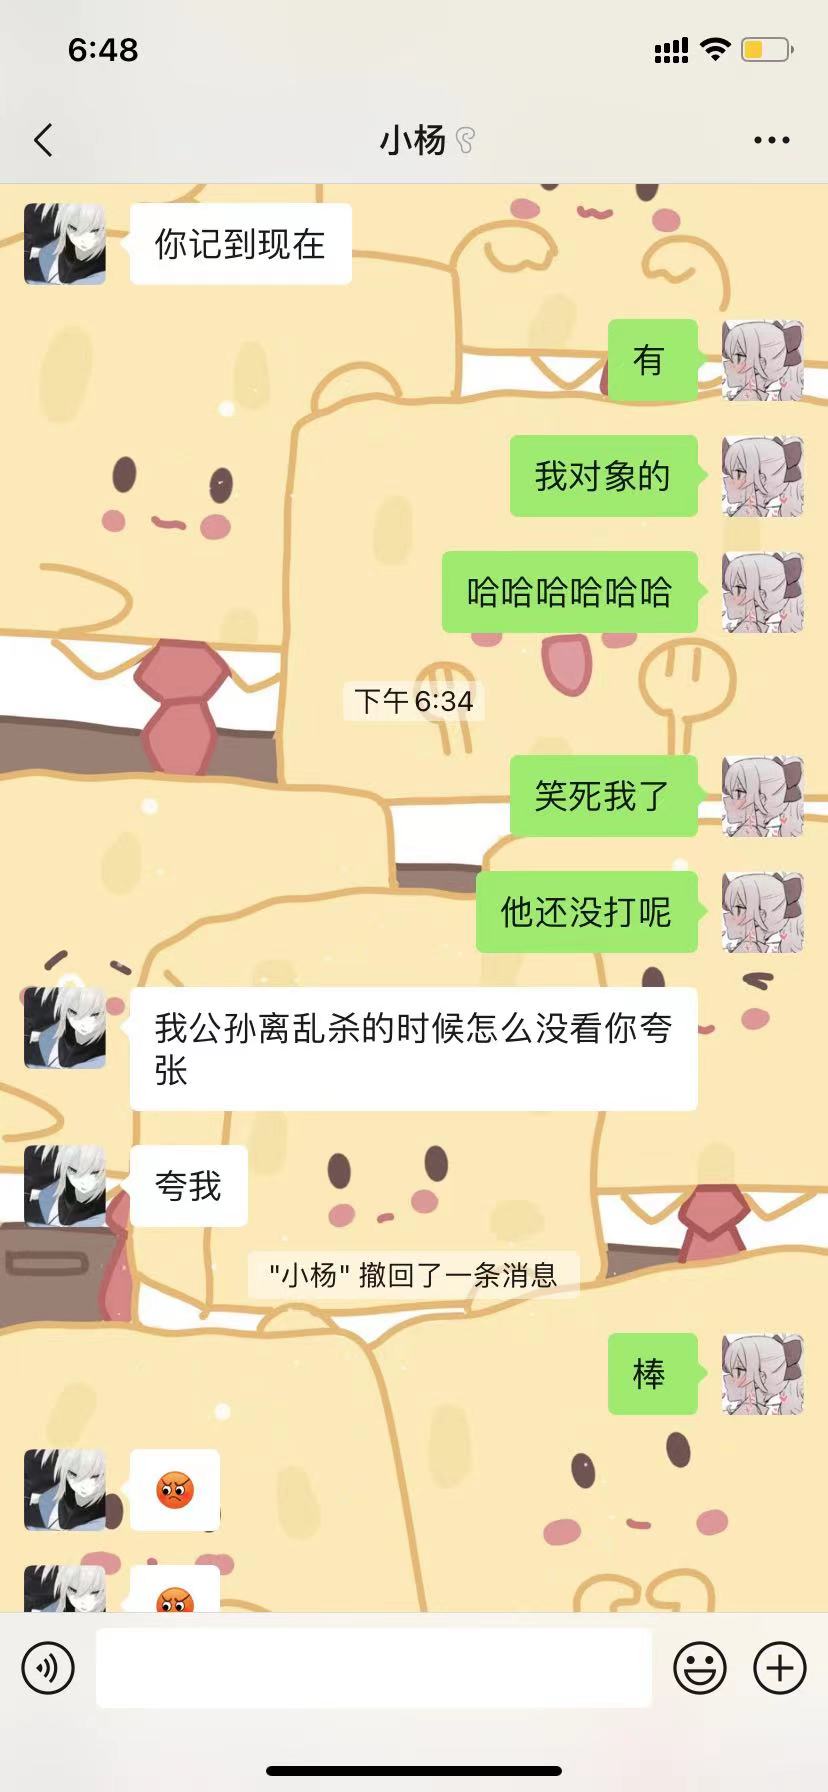 6:48
小杨
你记到现在
有
我对象的
哈哈哈哈哈哈
下午6:34
笑死我了
他还没打呢
我公孙离乱杀的时候怎么没看你夸
张
夸我
"小杨" 撤回了一条消息
棒